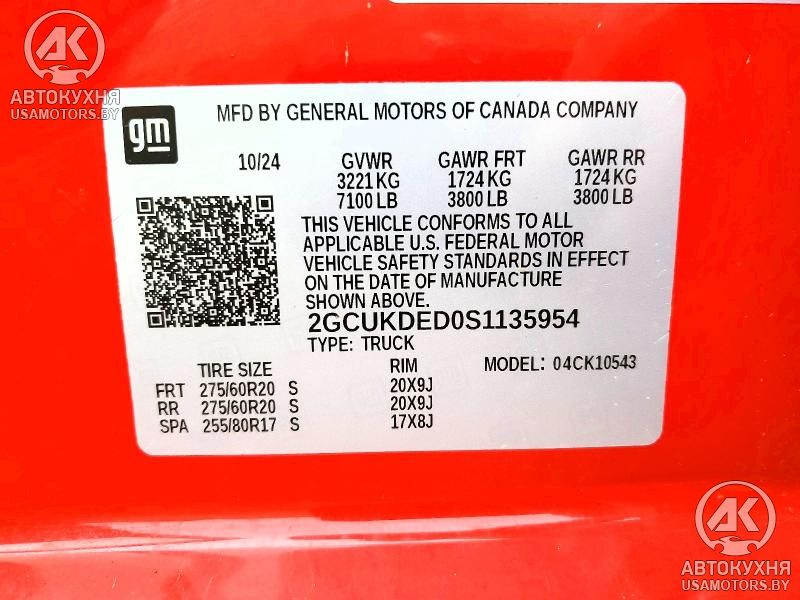 AK
АВТОКУХНЯ
USAMOTORS.BY
gm
MFD BY GENERAL MOTORS OF CANADA COMPANY
10/24 GVWR GAWR FRT GAWR RR
3221 KG 1724 KG 1724 KG
7100 LB 3800 LB 3800 LB
THIS VEHICLE CONFORMS TO ALL
APPLICABLE U.S. FEDERAL MOTOR
VEHICLE SAFETY STANDARDS IN EFFECT
ON THE DATE OF MANUFACTURE
SHOWN ABOVE.
2GCUKDED0S1135954
TYPE: TRUCK
TIRE SIZE RIM MODEL: 04CK10543
FRT 275/60R20 S 20X9J
RR 275/60R20 S 20X9J
SPA 255/80R17 S 17X8J
AK
АВТОКУХНЯ
USAMOTORS.BY